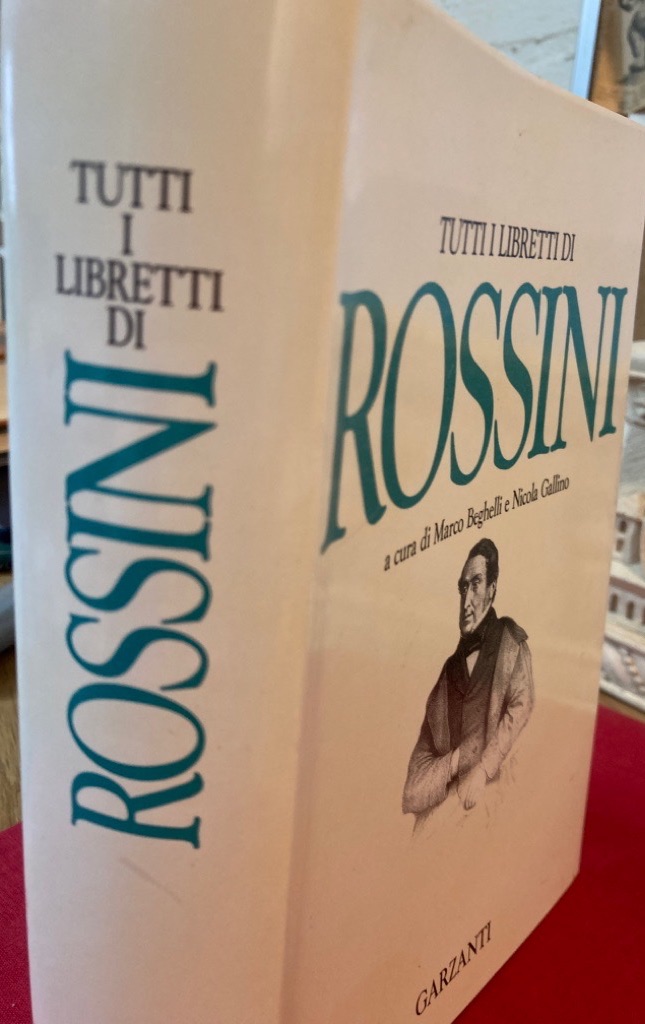 TUTTI
I
LIBRETTI
DI
ROSSINI
TUTTI I LIBRETTI DI
ROSSINI
a cura di Marco Beghelli e Nicola Gallino
GARZANTI